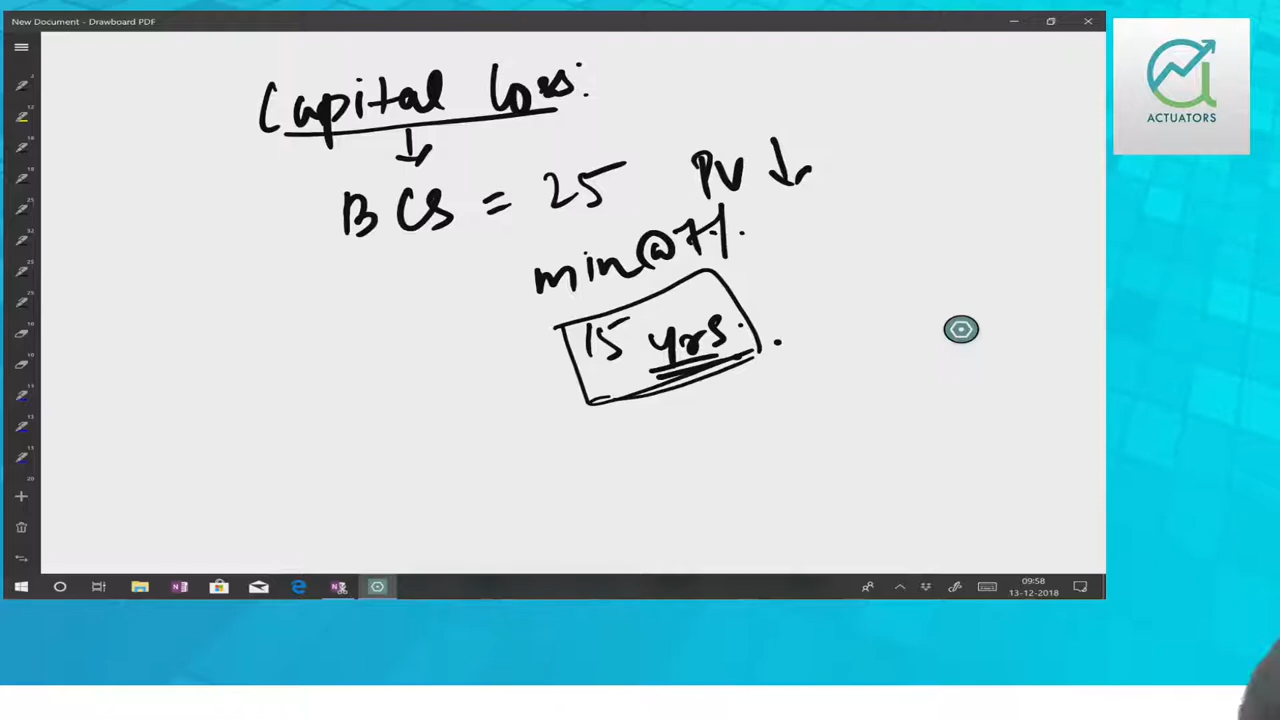 New Document - Drawboard PDF
ACTUATORS
Capital Loss:
BCS = 25 PV ↓
min@7%.
15 yrs.
09:58
13-12-2018